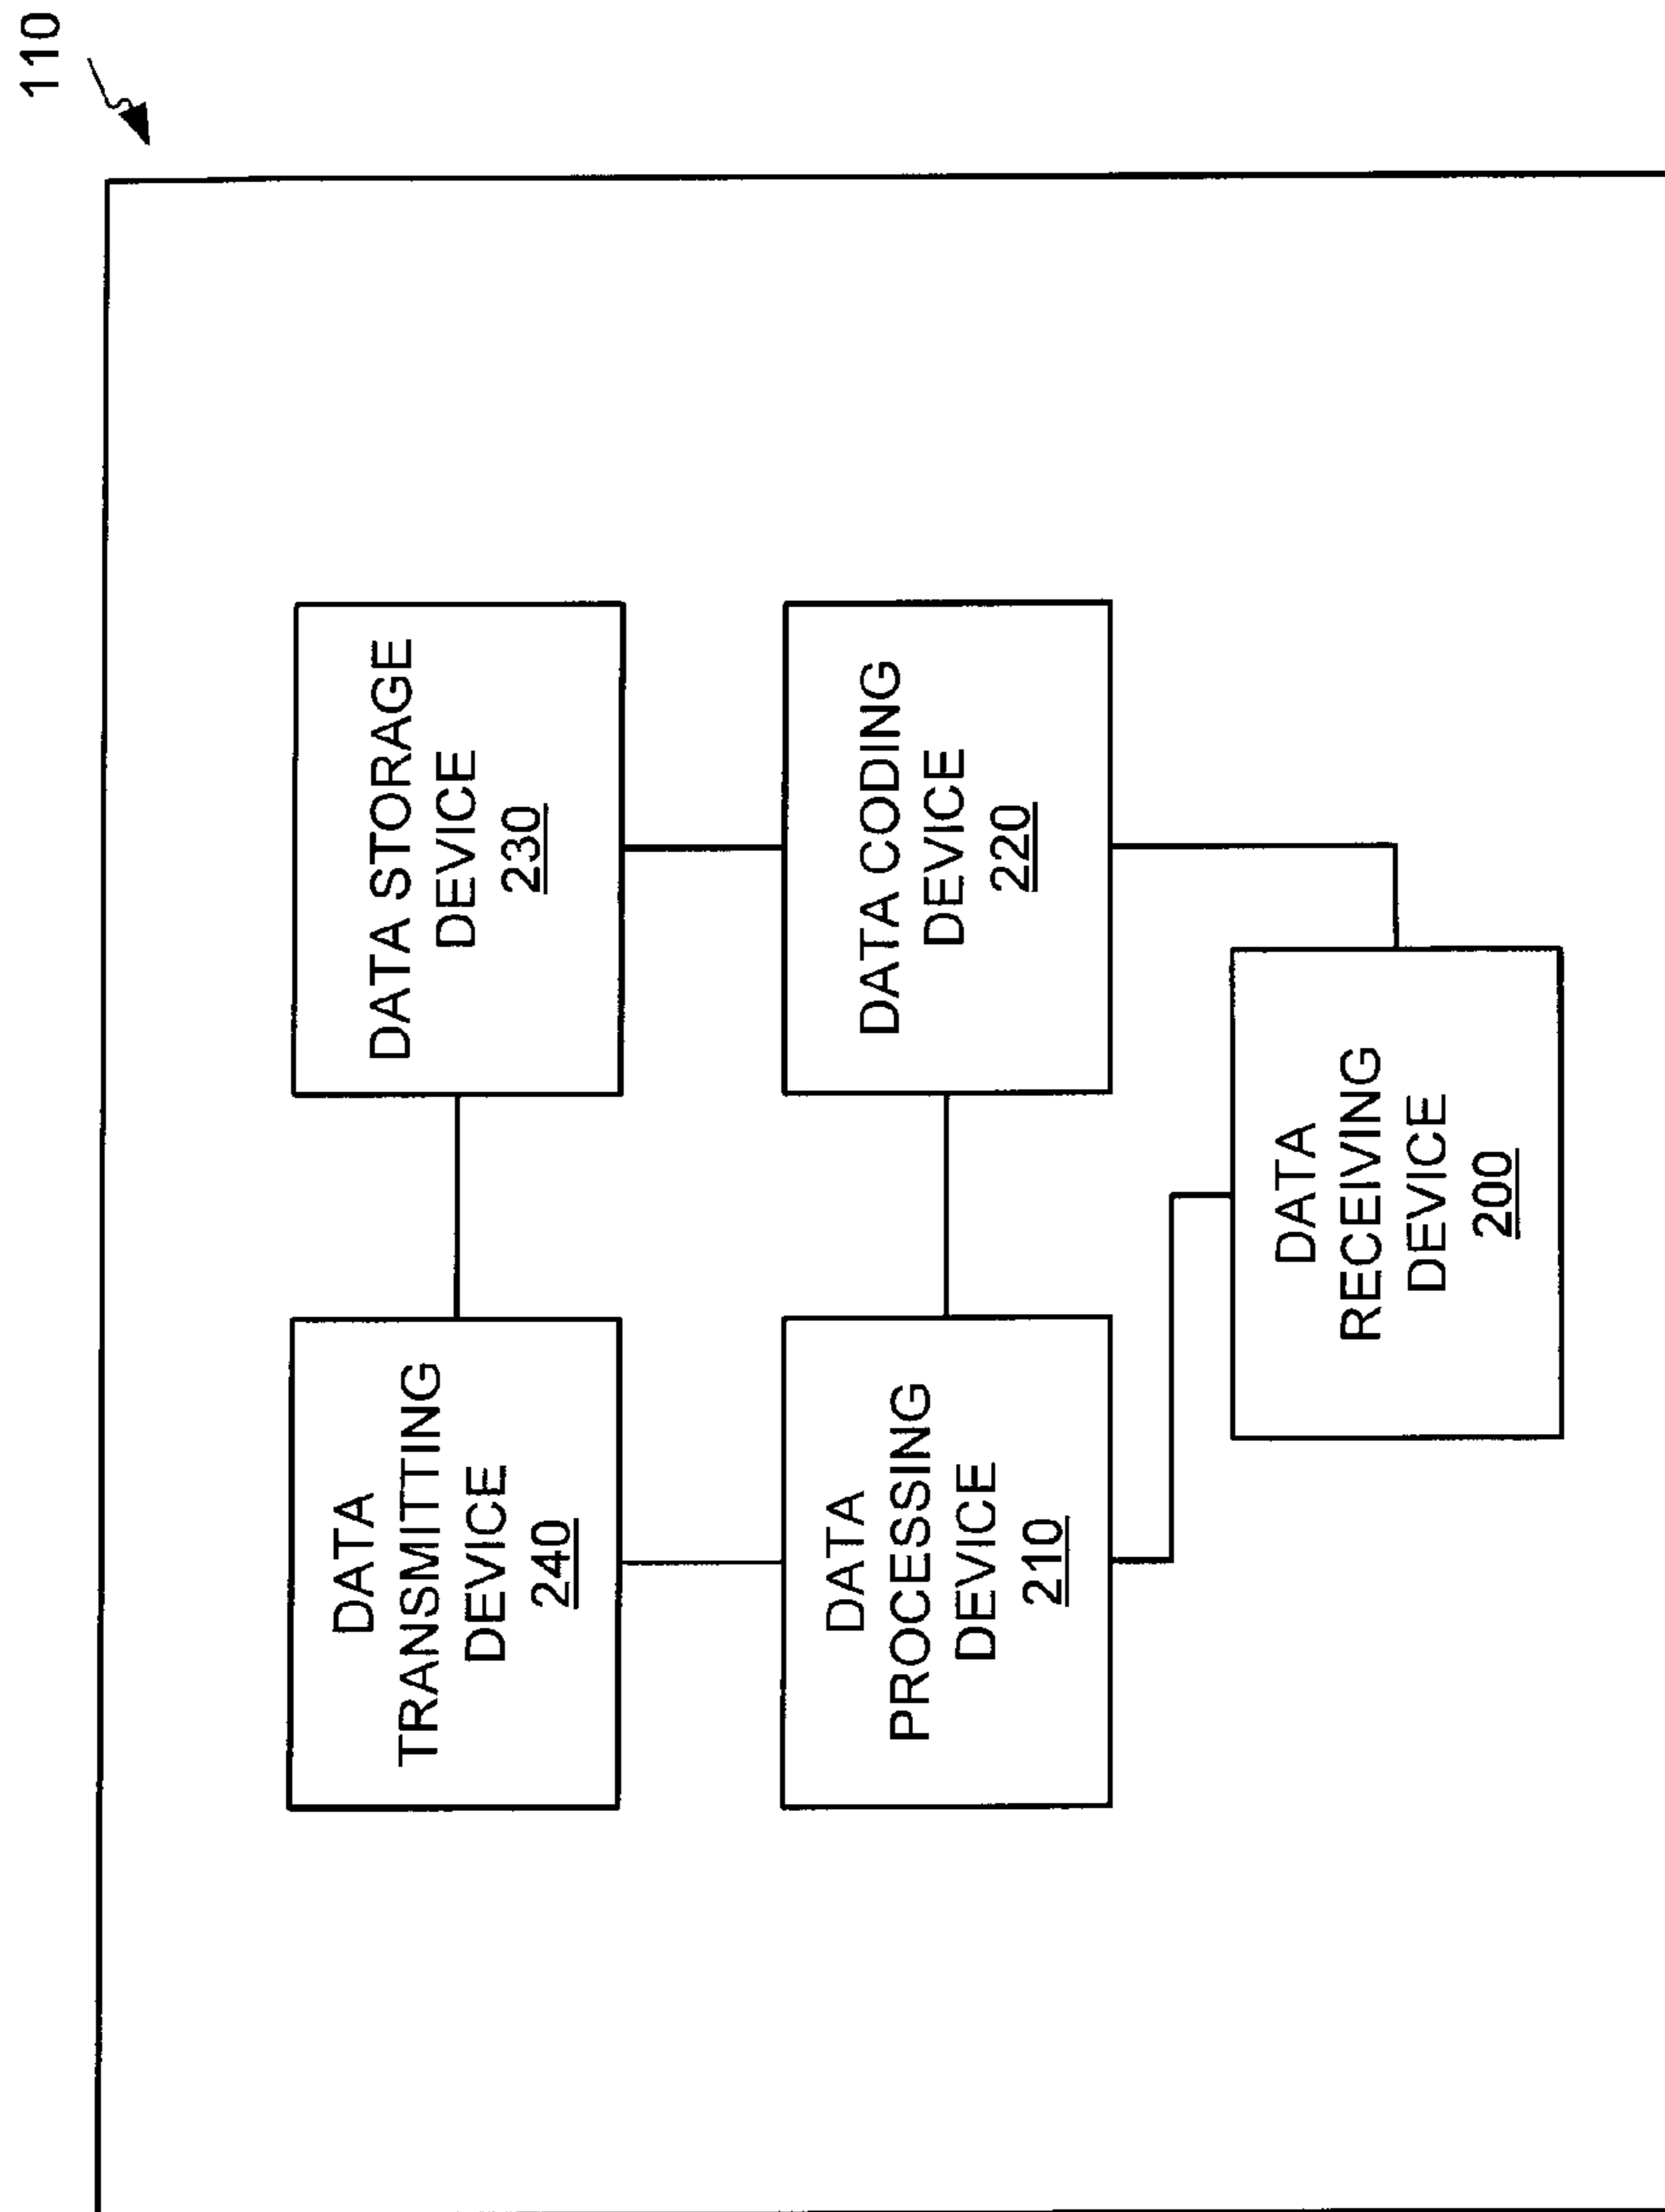 110
DATA
TRANSMITTING
DEVICE
240
DATA STORAGE
DEVICE
230
DATA
PROCESSING
DEVICE
210
DATA CODING
DEVICE
220
DATA
RECEIVING
DEVICE
200